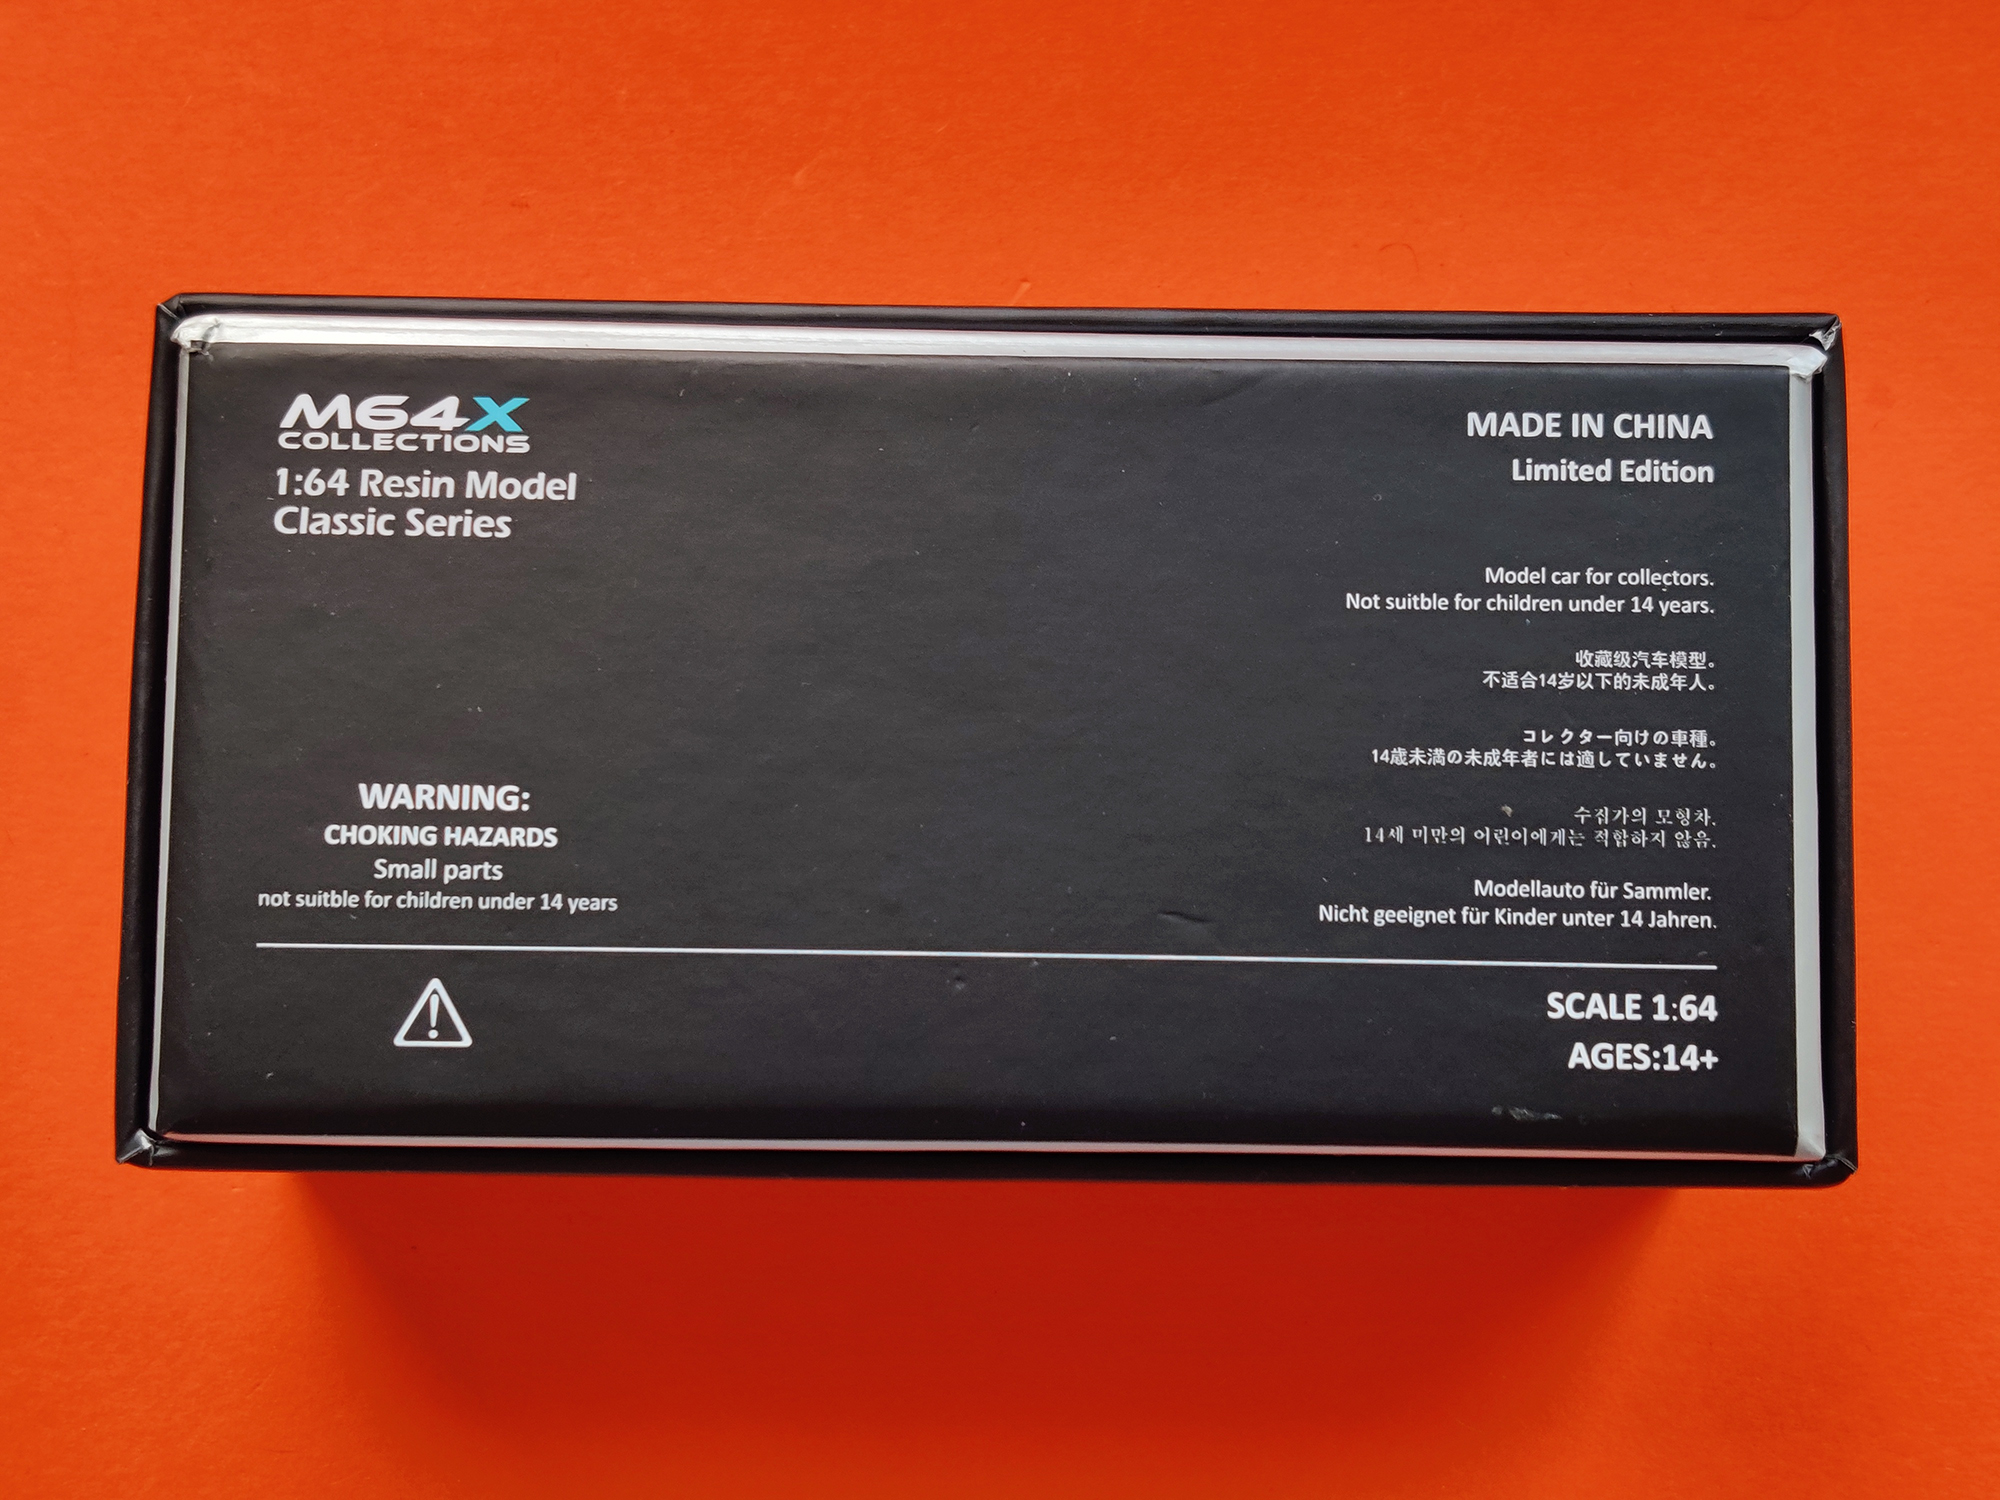 M64X
COLLECTIONS
1:64 Resin Model
Classic Series
WARNING:
CHOKING HAZARDS
Small parts
not suitble for children under 14 years
MADE IN CHINA
Limited Edition
Model car for collectors.
Not suitble for children under 14 years.
收藏级汽车模型。
不适合14岁以下的未成年人。
コレクター向けの車種。
14歳未満の未成年者には適していません。
수집가의 모형차.
14세 미만의 어린이에게는 적합하지 않음.
Modellauto für Sammler.
Nicht geeignet für Kinder unter 14 Jahren.
SCALE 1:64
AGES:14+